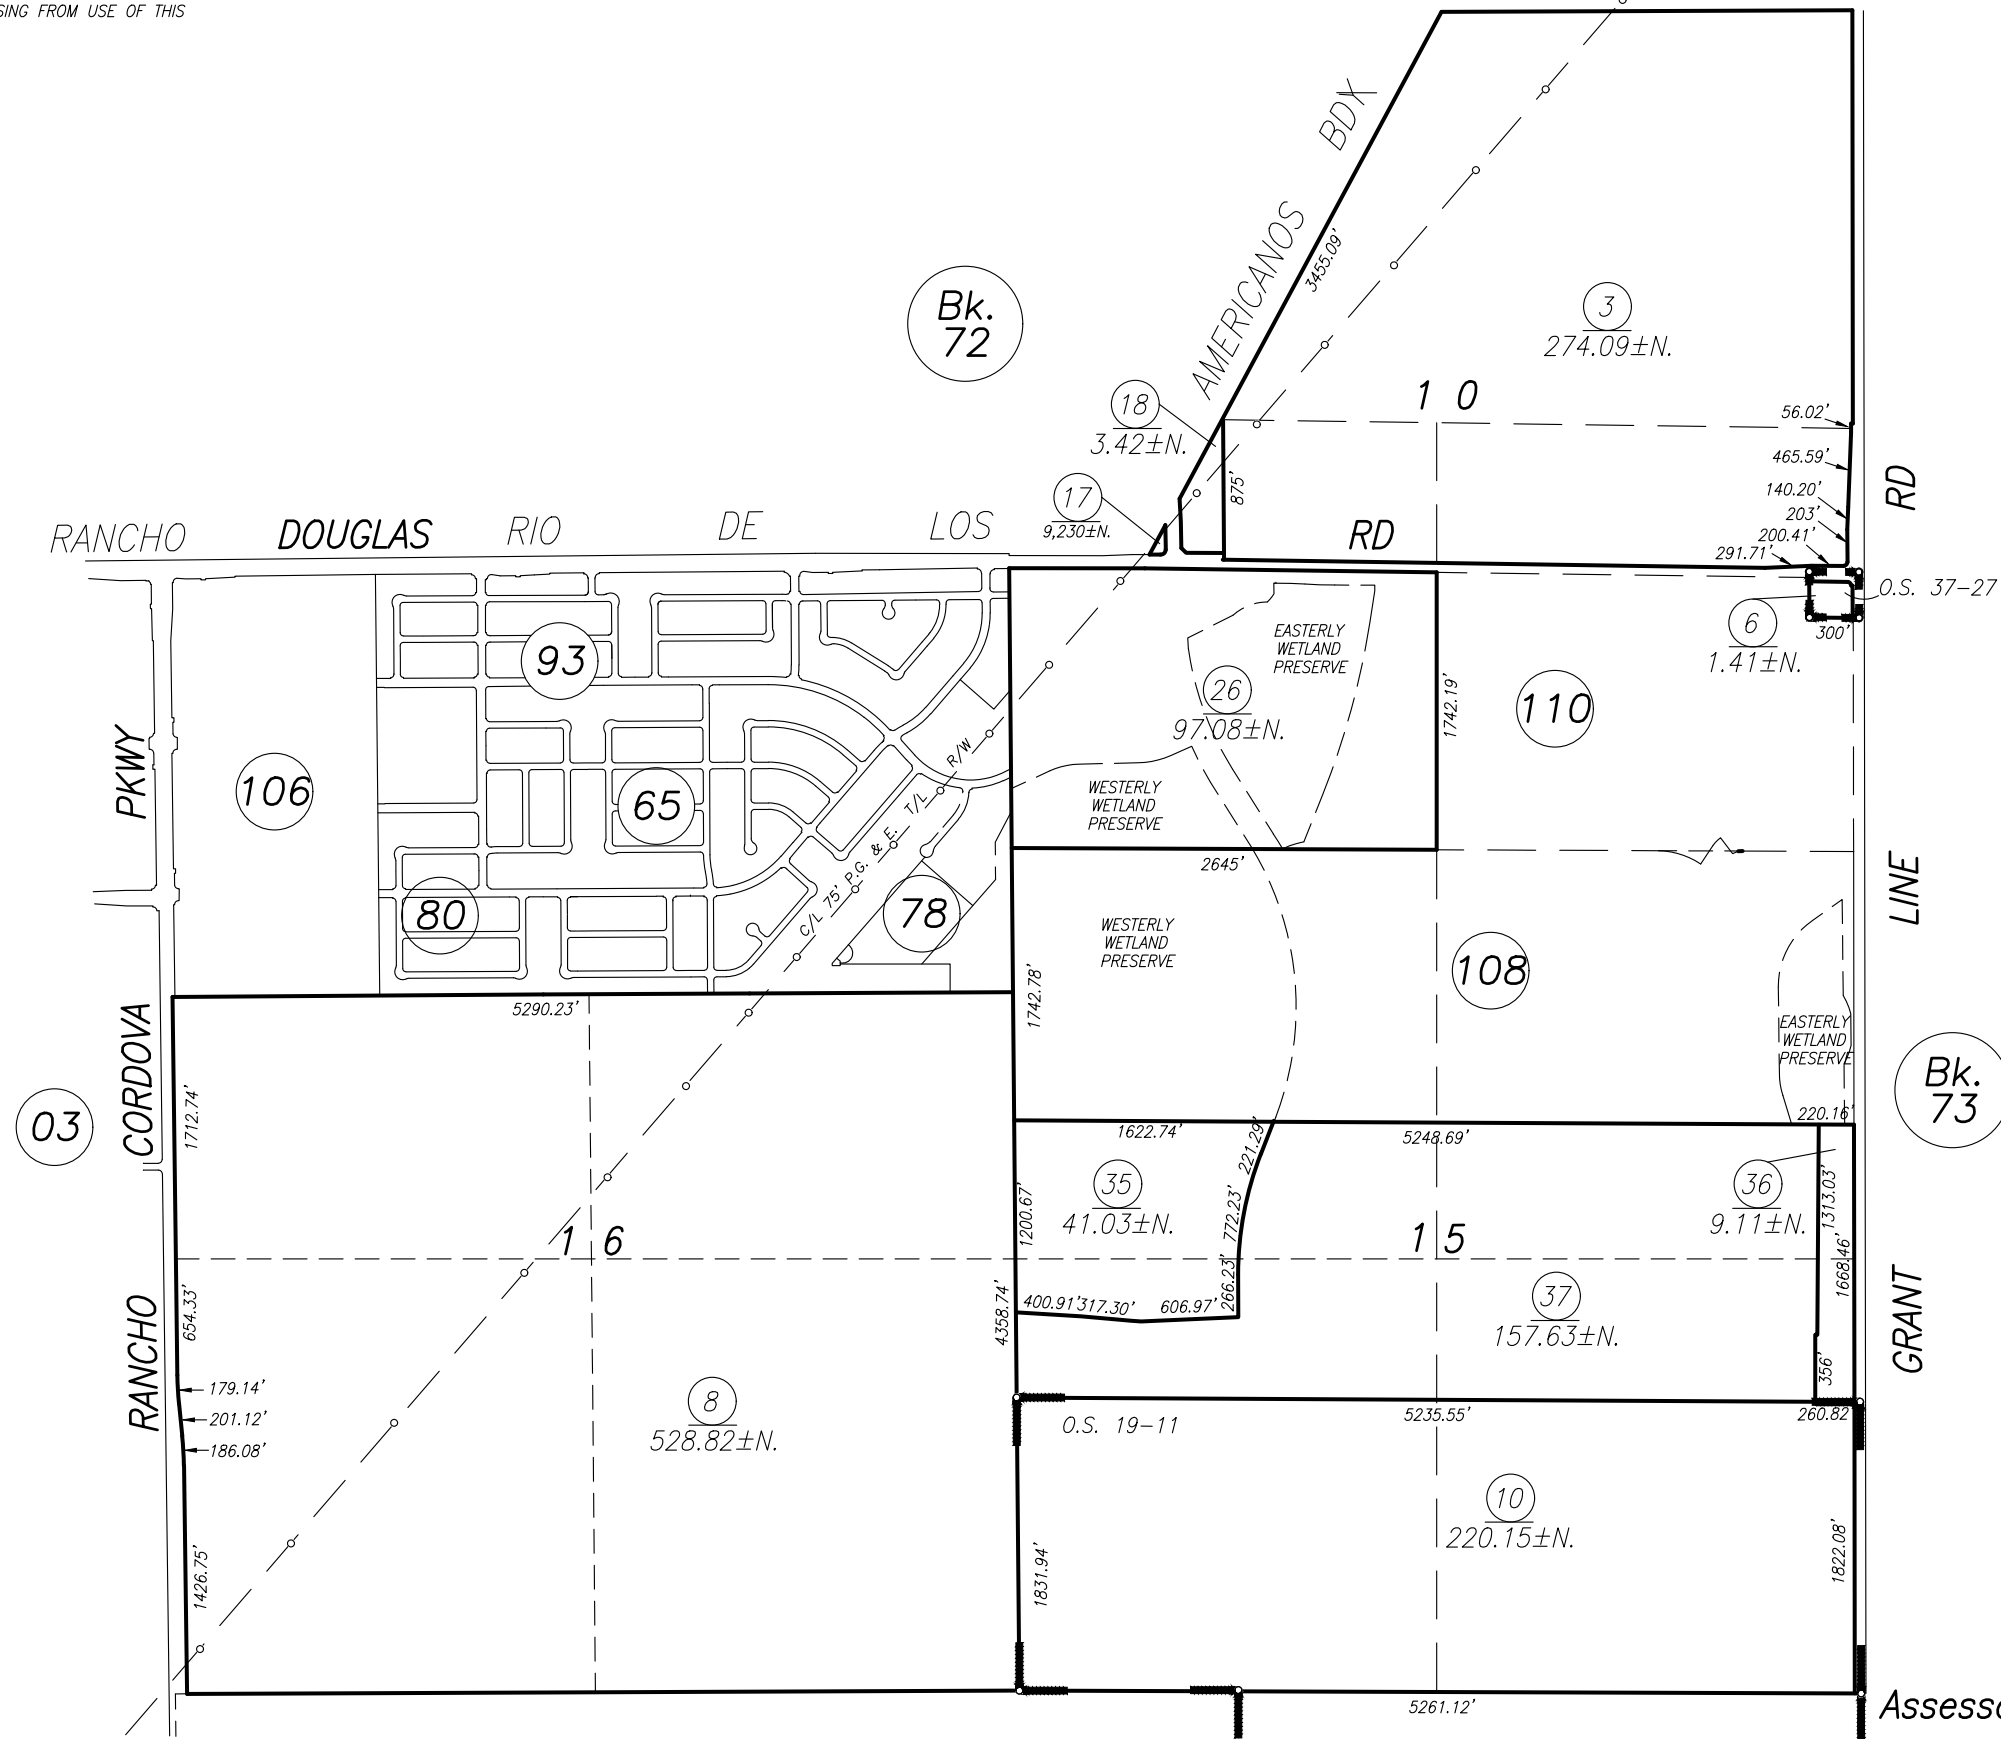 SING FROM USE OF THIS
BDX
AMERICANOS
3455.09'
Bk.
72
3
274.09±N.
1 0
18
3.42±N.
56.02'
465.59'
140.20'
203'
200.41'
291.71'
875'
17
9,230±N.
RANCHO
DOUGLAS
RIO
DE
LOS
RD
RD
O.S. 37-27
6
1.41±N.
300'
EASTERLY
WETLAND
PRESERVE
93
26
97.08±N.
1742.19'
110
PKWY
106
65
R/W
T/L
C/L 75' P.G. & E.
WESTERLY
WETLAND
PRESERVE
2645'
80
78
LINE
WESTERLY
WETLAND
PRESERVE
108
1742.78'
5290.23'
EASTERLY
WETLAND
PRESERVE
Bk.
73
03
CORDOVA
1712.74'
220.16'
1622.74'
5248.69'
221.29'
35
41.03±N.
1200.67'
772.23'
36
9.11±N.
1313.03'
1 6
1 5
1668.46'
266.23'
400.91'
317.30'
606.97'
37
157.63±N.
654.33'
4358.74'
RANCHO
GRANT
356'
179.14'
201.12'
186.08'
8
528.82±N.
O.S. 19-11
5235.55'
260.82'
10
220.15±N.
1426.75'
1831.94'
1822.08'
5261.12'
Assesso